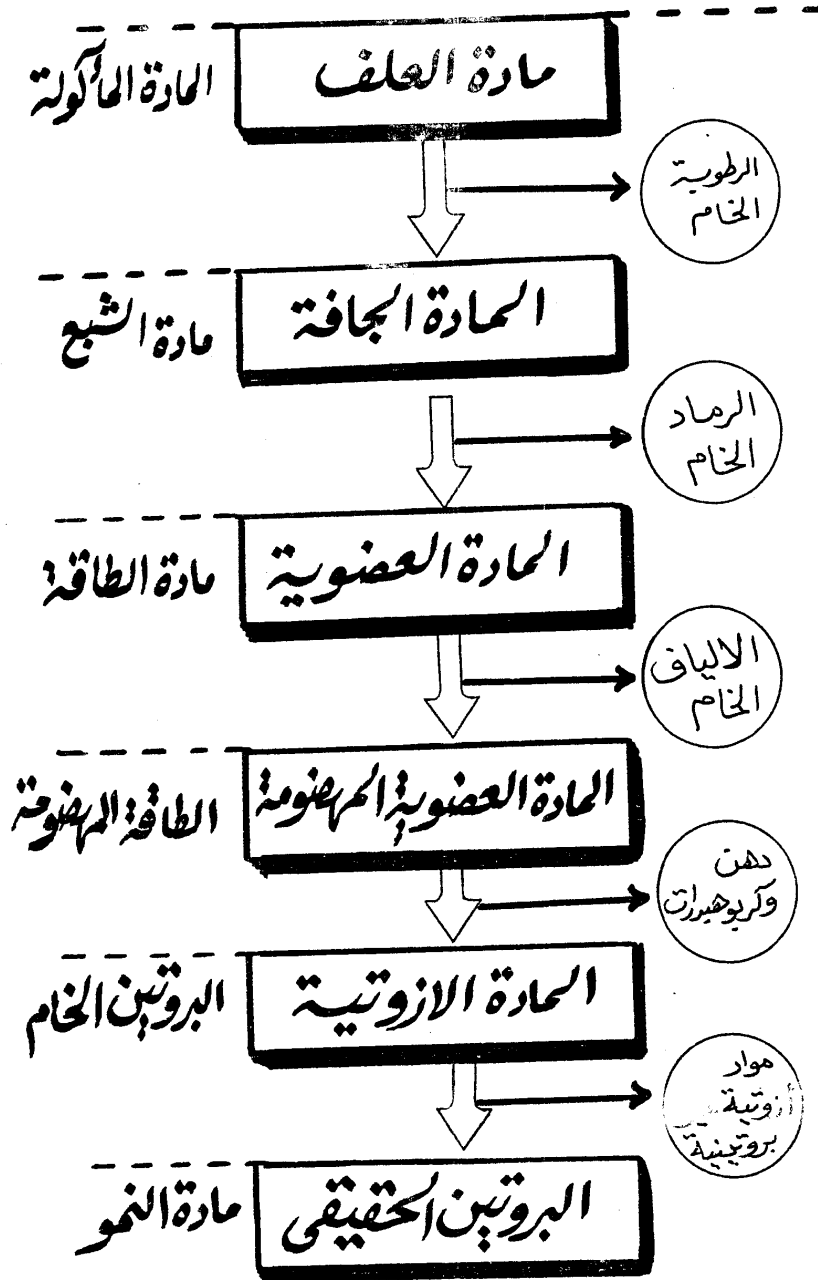 مادة العلف
المادة المأكولة
الرطوبة
الخام
المادة الجافة
مادة الشبع
الرماد
الخام
المادة العضوية
مادة الطاقة
الالياف
الخام
المادة العضوية المهضومة
الطاقة المهضومة
دهن
وكربوهيدرات
المادة الازوتية
البروتين الخام
مواد
أزوتية
بروتينية
البروتين الحقيقى
مادة النمو